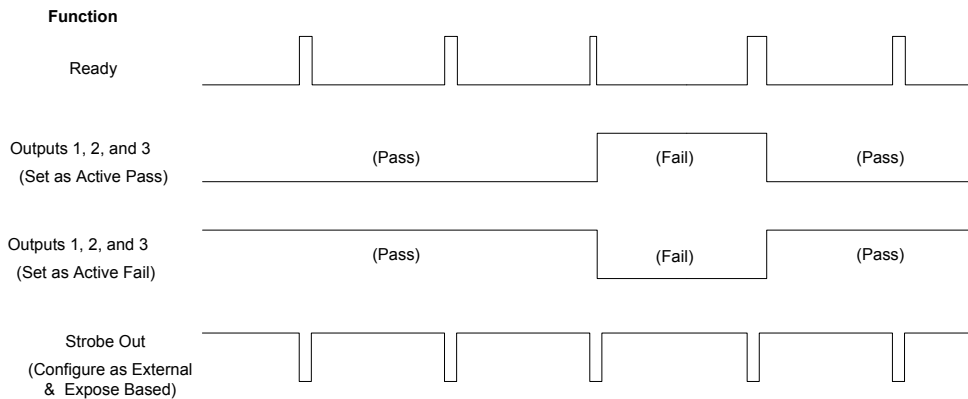 Function
Ready
Outputs 1, 2, and 3
(Set as Active Pass)
(Pass)
(Fail)
(Pass)
Outputs 1, 2, and 3
(Set as Active Fail)
(Pass)
(Fail)
(Pass)
Strobe Out
(Configure as External
& Expose Based)